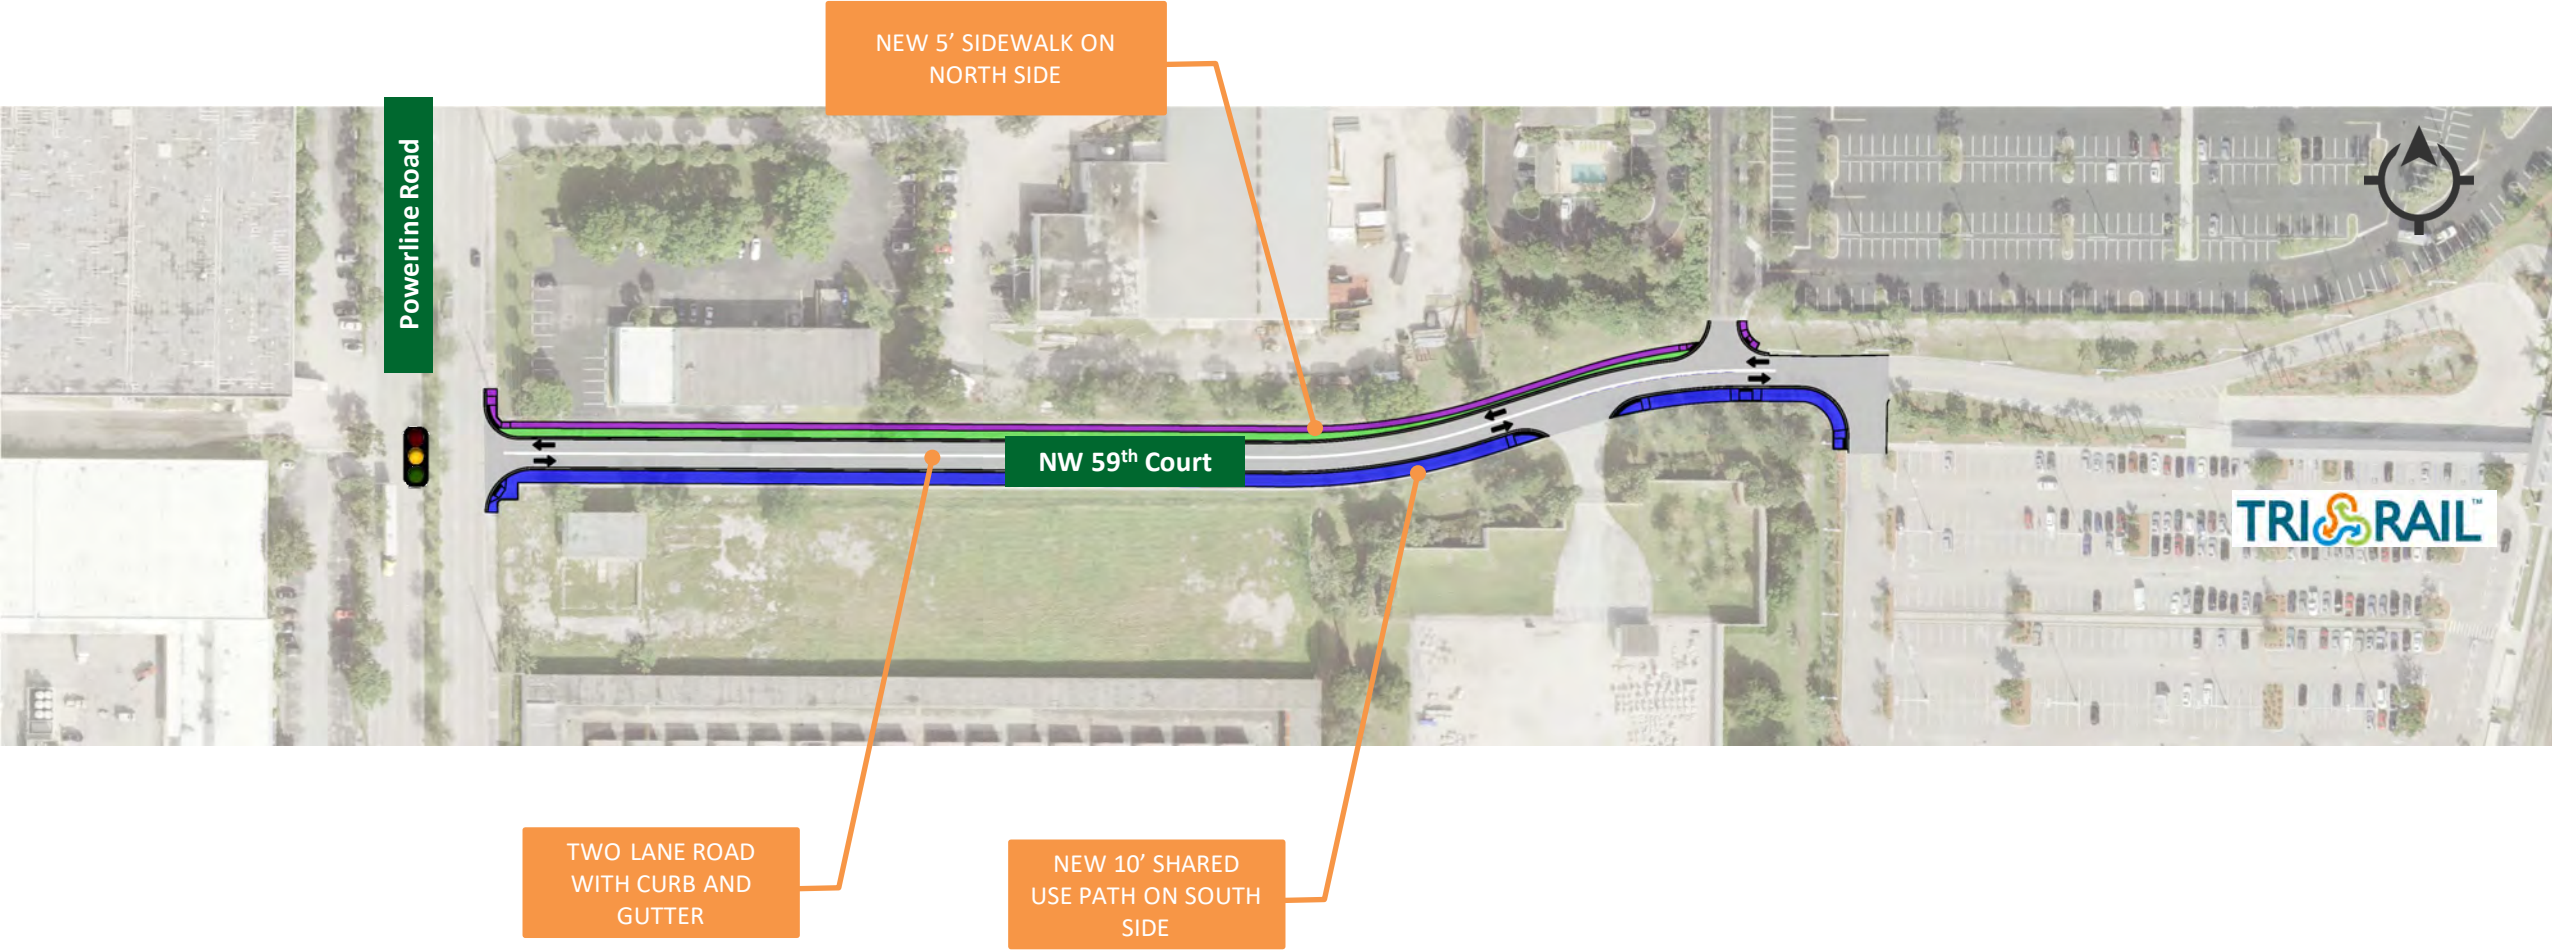 NEW 5’ SIDEWALK ON
NORTH SIDE
Powerline Road
NW 59th Court
TRI RAIL™
TWO LANE ROAD
WITH CURB AND
GUTTER
NEW 10’ SHARED
USE PATH ON SOUTH
SIDE